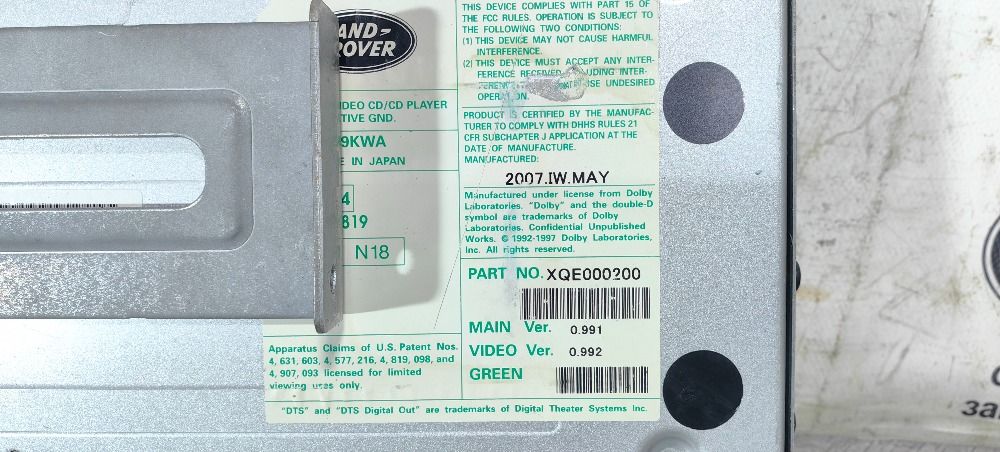 AND-
ROVER
VIDEO CD/CD PLAYER
TIVE GND.
9KWA
E IN JAPAN
4
819
N18
Apparatus Claims of U.S. Patent Nos.
4, 631, 603, 4, 577, 216, 4, 819, 098, and
4, 907, 093 licensed for limited
viewing uses only.
THIS DEVICE COMPLIES WITH PART 15 OF
THE FCC RULES. OPERATION IS SUBJECT TO
THE FOLLOWING TWO CONDITIONS:
(1) THIS DEVICE MAY NOT CAUSE HARMFUL
INTERFERENCE.
(2) THIS DEVICE MUST ACCEPT ANY INTER-
FERENCE RECEIVED, UDING INTER-
UNDESIRED
OPERATION.
PRODUCT IS CERTIFIED BY THE MANUFAC-
TURER TO COMPLY WITH DHHS RULES 21
CFR SUBCHAPTER J APPLICATION AT THE
DATE OF MANUFACTURE.
MANUFACTURED:
2007.IW.MAY
Manufactured under license from Dolby
Laboratories. "Dolby" and the double-D
symbol are trademarks of Dolby
Laboratories. Confidential Unpublished
Works. © 1992-1997 Dolby Laboratories,
Inc. All rights reserved.
PART NO. XQE000200
MAIN Ver. 0.991
VIDEO Ver. 0.992
GREEN
"DTS" and "DTS Digital Out" are trademarks of Digital Theater Systems Inc.
за